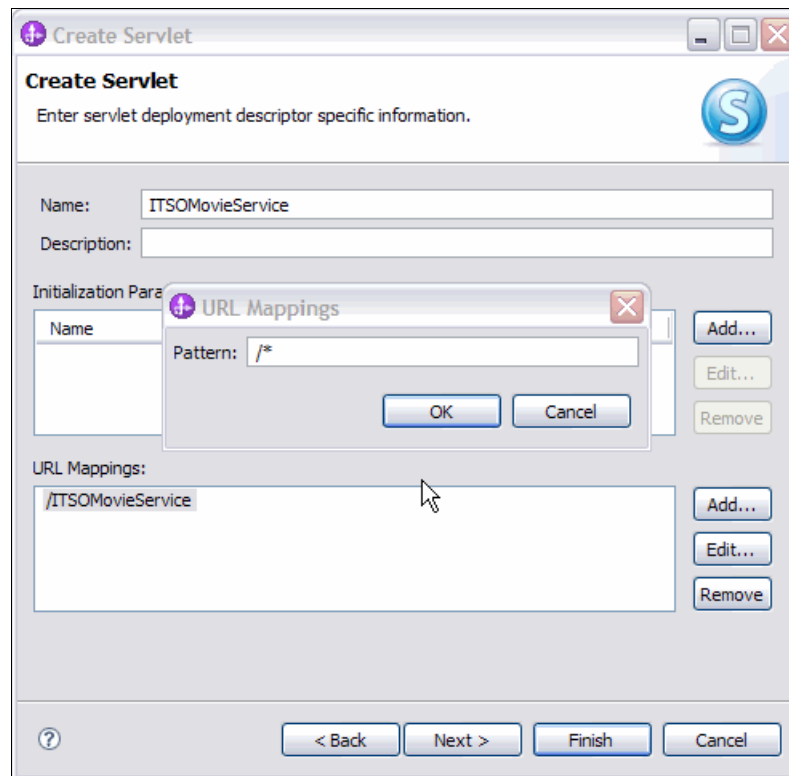 Create Servlet
Create Servlet
Enter servlet deployment descriptor specific information.
S
Name: ITSOMovieService
Description:
Initialization Para
Name
Add...
Edit...
Remove
URL Mappings
Pattern: /*
OK Cancel
URL Mappings:
/ITSOMovieService
Add...
Edit...
Remove
? < Back Next > Finish Cancel